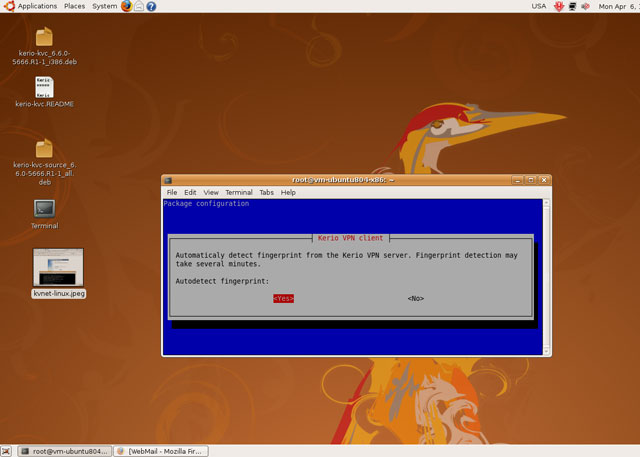 Applications Places System
USA
Mon Apr 6,
kerio-kvc_6.6.0-
5666.R1-1_i386.deb
kerio-kvc.README
kerio-kvc-source_6.
6.0-5666.R1-1_all.
deb
Terminal
kvnet-linux.jpeg
root@vm-ubuntu804-x86: ~
File Edit View Terminal Tabs Help
Package configuration
Kerio VPN client
Automaticaly detect fingerprint from the Kerio VPN server. Fingerprint detection may
take several minutes.
Autodetect fingerprint:
<Yes> <No>
root@vm-ubuntu804...
[WebMail - Mozilla Fir...